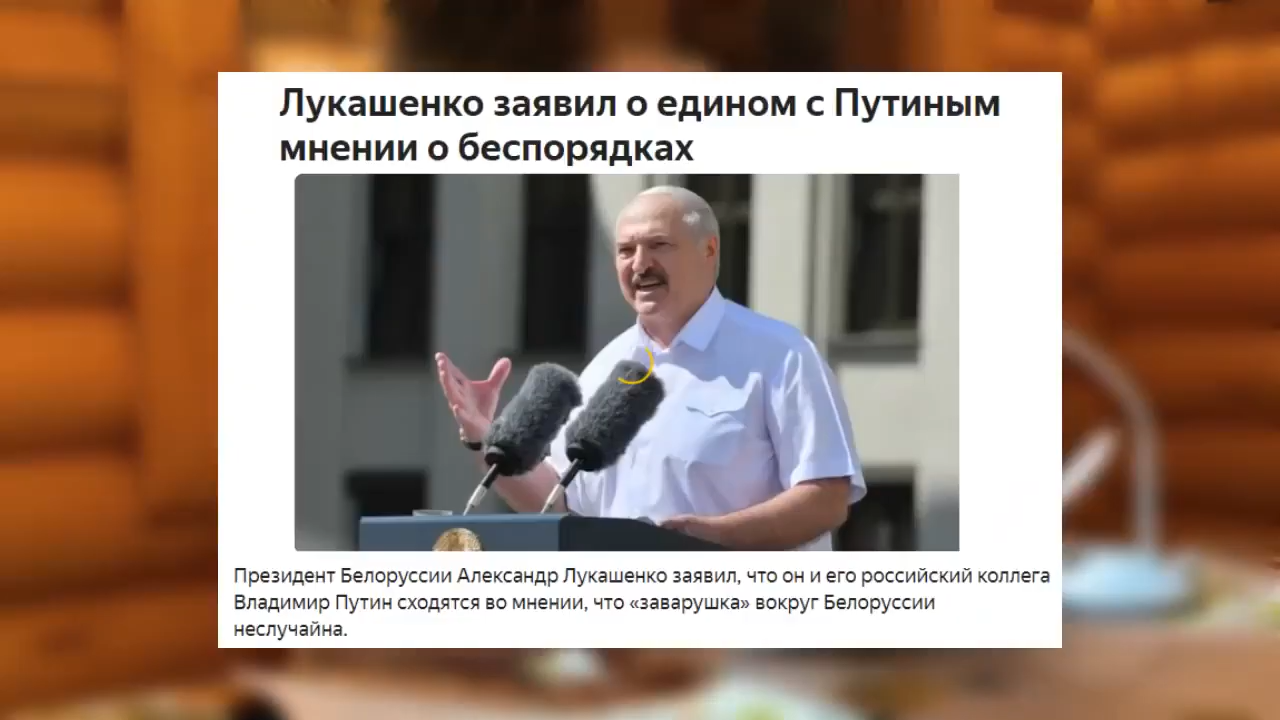 Лукашенко заявил о едином с Путиным
мнении о беспорядках
Президент Белоруссии Александр Лукашенко заявил, что он и его российский коллега
Владимир Путин сходятся во мнении, что «заварушка» вокруг Белоруссии
неслучайна.